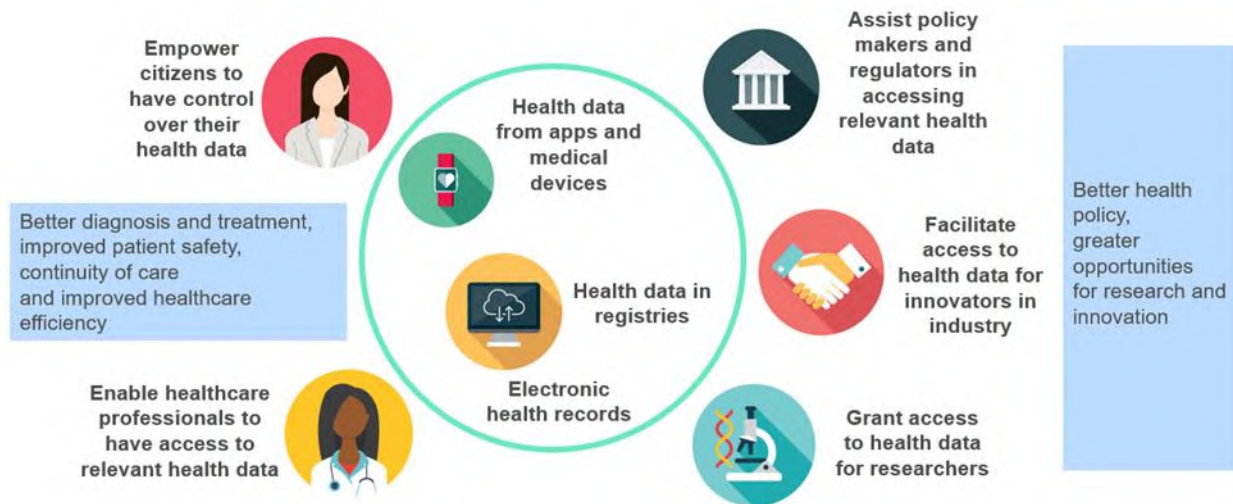 Empower
citizens to
have control
over their
health data
Better diagnosis and treatment,
improved patient safety,
continuity of care
and improved healthcare
efficiency
Enable healthcare
professionals to
have access to
relevant health data
Health data
from apps and
medical
devices
Health data in
registries
Electronic
health records
Assist policy
makers and
regulators in
accessing
relevant health
data
Facilitate
access to
health data for
innovators in
industry
Grant access
to health data
for researchers
Better health
policy,
greater
opportunities
for research and
innovation